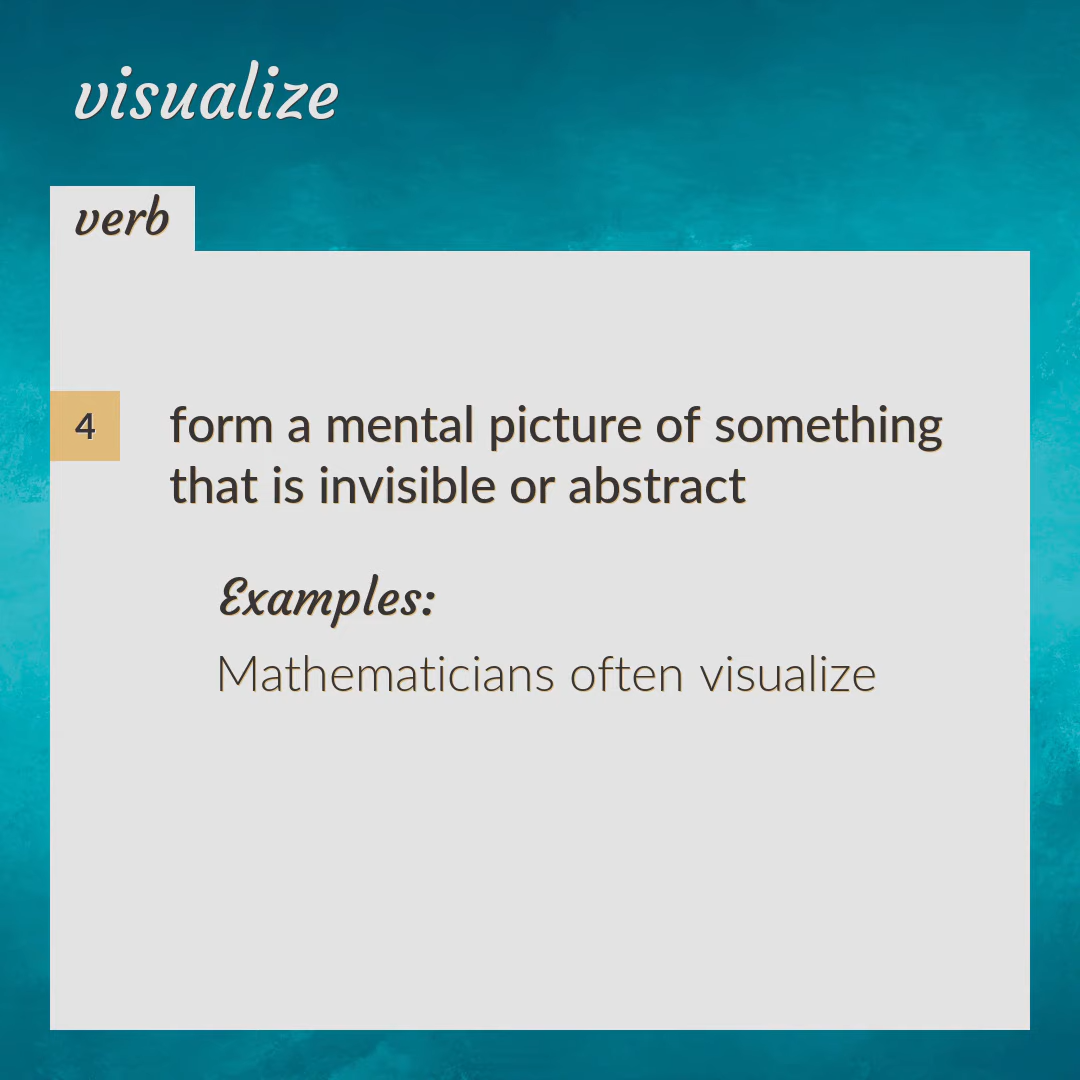 visualize
verb
4
form a mental picture of something
that is invisible or abstract
Examples:
Mathematicians often visualize